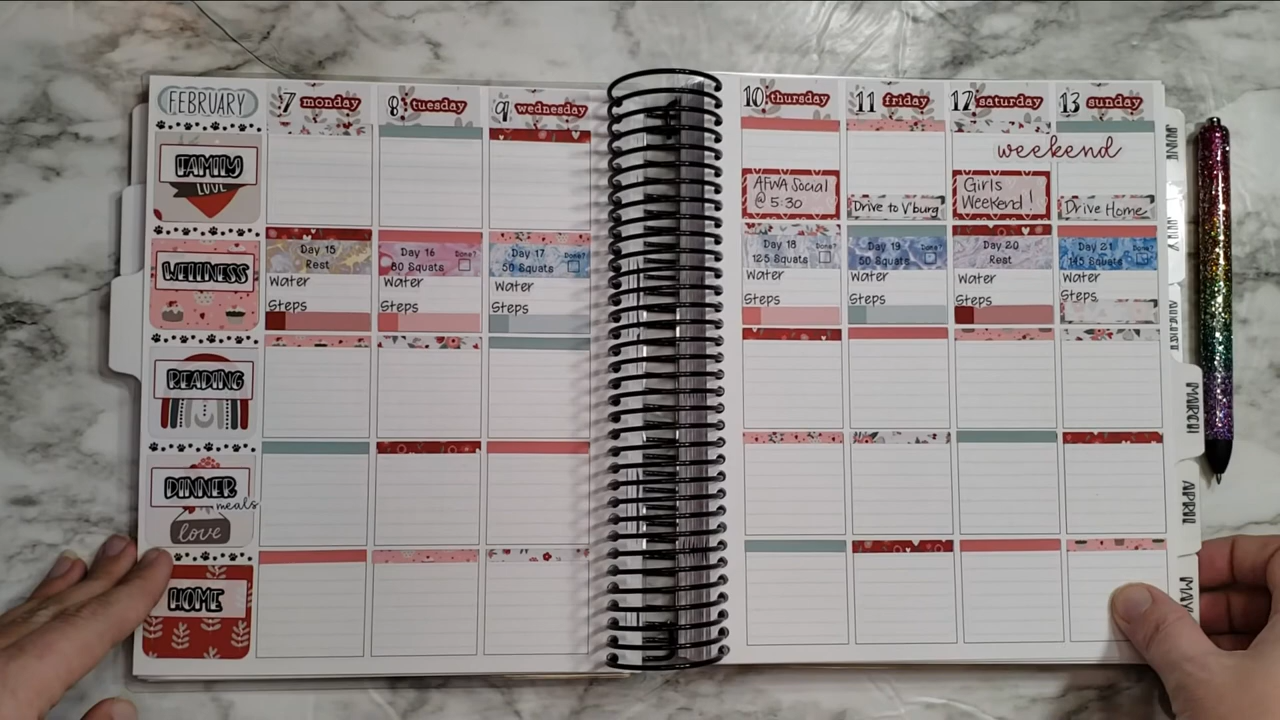 FEBRUARY
7 monday
8 tuesday
9 wednesday
10 thursday
11 friday
12 saturday
13 sunday
weekend
FAMILY
LOVE
AFWA Social
@ 5:30
Drive to V'burg
Girls
Weekend!
Drive Home
WELLNESS
Day 15
Rest
Water
Steps
Day 16
Done?
80 Squats
Water
Steps
Day 17
Done?
50 Squats
Water
Steps
Day 18
Done?
125 Squats
Water
Steps
Day 19
Done?
50 Squats
Water
Steps
Day 20
Rest
Water
Steps
Day 21
Done?
145 Squats
Water
Steps
READING
DINNER
meals
love
HOME
JUNE
JULY
AUGUST
MARCH
APRIL
MAY